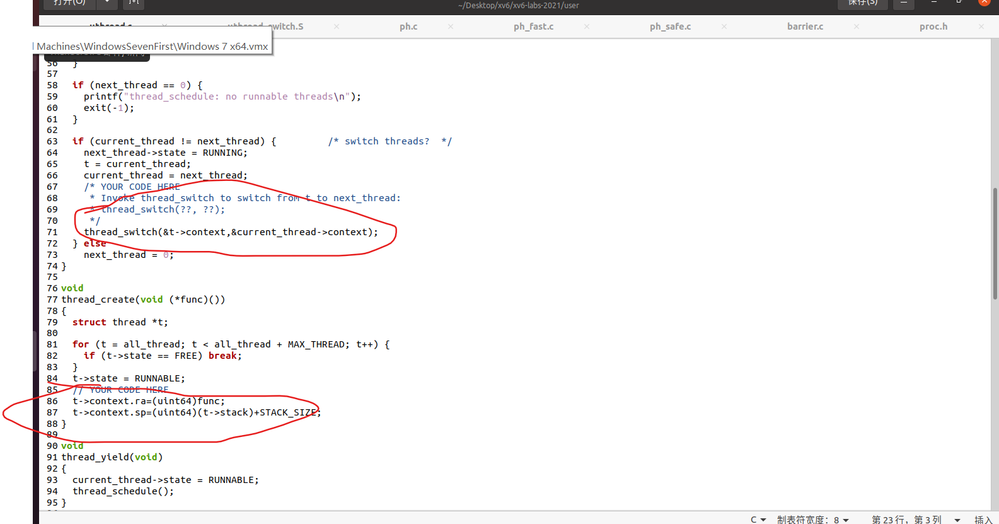 打开(O)
~/Desktop/xv6/xv6-labs-2021/user
保存(S)
uthread.c
uthread_switch.S
ph.c
ph_fast.c
ph_safe.c
barrier.c
proc.h
l Machines\WindowsSevenFirst\Windows 7 x64.vmx
56 }
57
58 if (next_thread == 0) {
59 printf("thread_schedule: no runnable threads\n");
60 exit(-1);
61 }
62
63 if (current_thread != next_thread) { /* switch threads? */
64 next_thread->state = RUNNING;
65 t = current_thread;
66 current_thread = next_thread;
67 /* YOUR CODE HERE
68 * Invoke thread_switch to switch from t to next_thread:
69 * thread_switch(??, ??);
70 */
71 thread_switch(&t->context,&current_thread->context);
72 } else
73 next_thread = 0;
74 }
75
76 void
77 thread_create(void (*func)())
78 {
79 struct thread *t;
80
81 for (t = all_thread; t < all_thread + MAX_THREAD; t++) {
82 if (t->state == FREE) break;
83 }
84 t->state = RUNNABLE;
85 // YOUR CODE HERE
86 t->context.ra=(uint64)func;
87 t->context.sp=(uint64)(t->stack)+STACK_SIZE;
88 }
89
90 void
91 thread_yield(void)
92 {
93 current_thread->state = RUNNABLE;
94 thread_schedule();
95 }
C
制表符宽度：8
第 23 行，第 3 列
插入